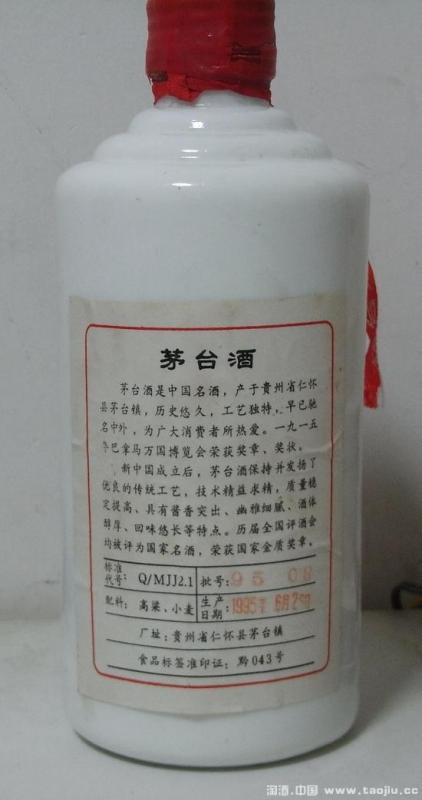 茅台酒
茅台酒是中国名酒，产于贵州省仁怀
县茅台镇，历史悠久，工艺独特，早已驰
名中外，为广大消费者所热爱。一九一五
年巴拿马万国博览会荣获奖章、奖状。
新中国成立后，茅台酒保持并发扬了
优良的传统工艺，技术精益求精，质量稳
定提高、具有酱香突出、幽雅细腻、酒体
醇厚、回味悠长等特点。历届全国评酒会
均被评为国家名酒，荣获国家金质奖章。
标准代号：Q/MJJ2.1 批号：95
配料：高粱、小麦 生产日期 1995年6月2
厂址：贵州省仁怀县茅台镇
食品标签准印证：黔043号
淘酒.中国 www.taojiu.cc